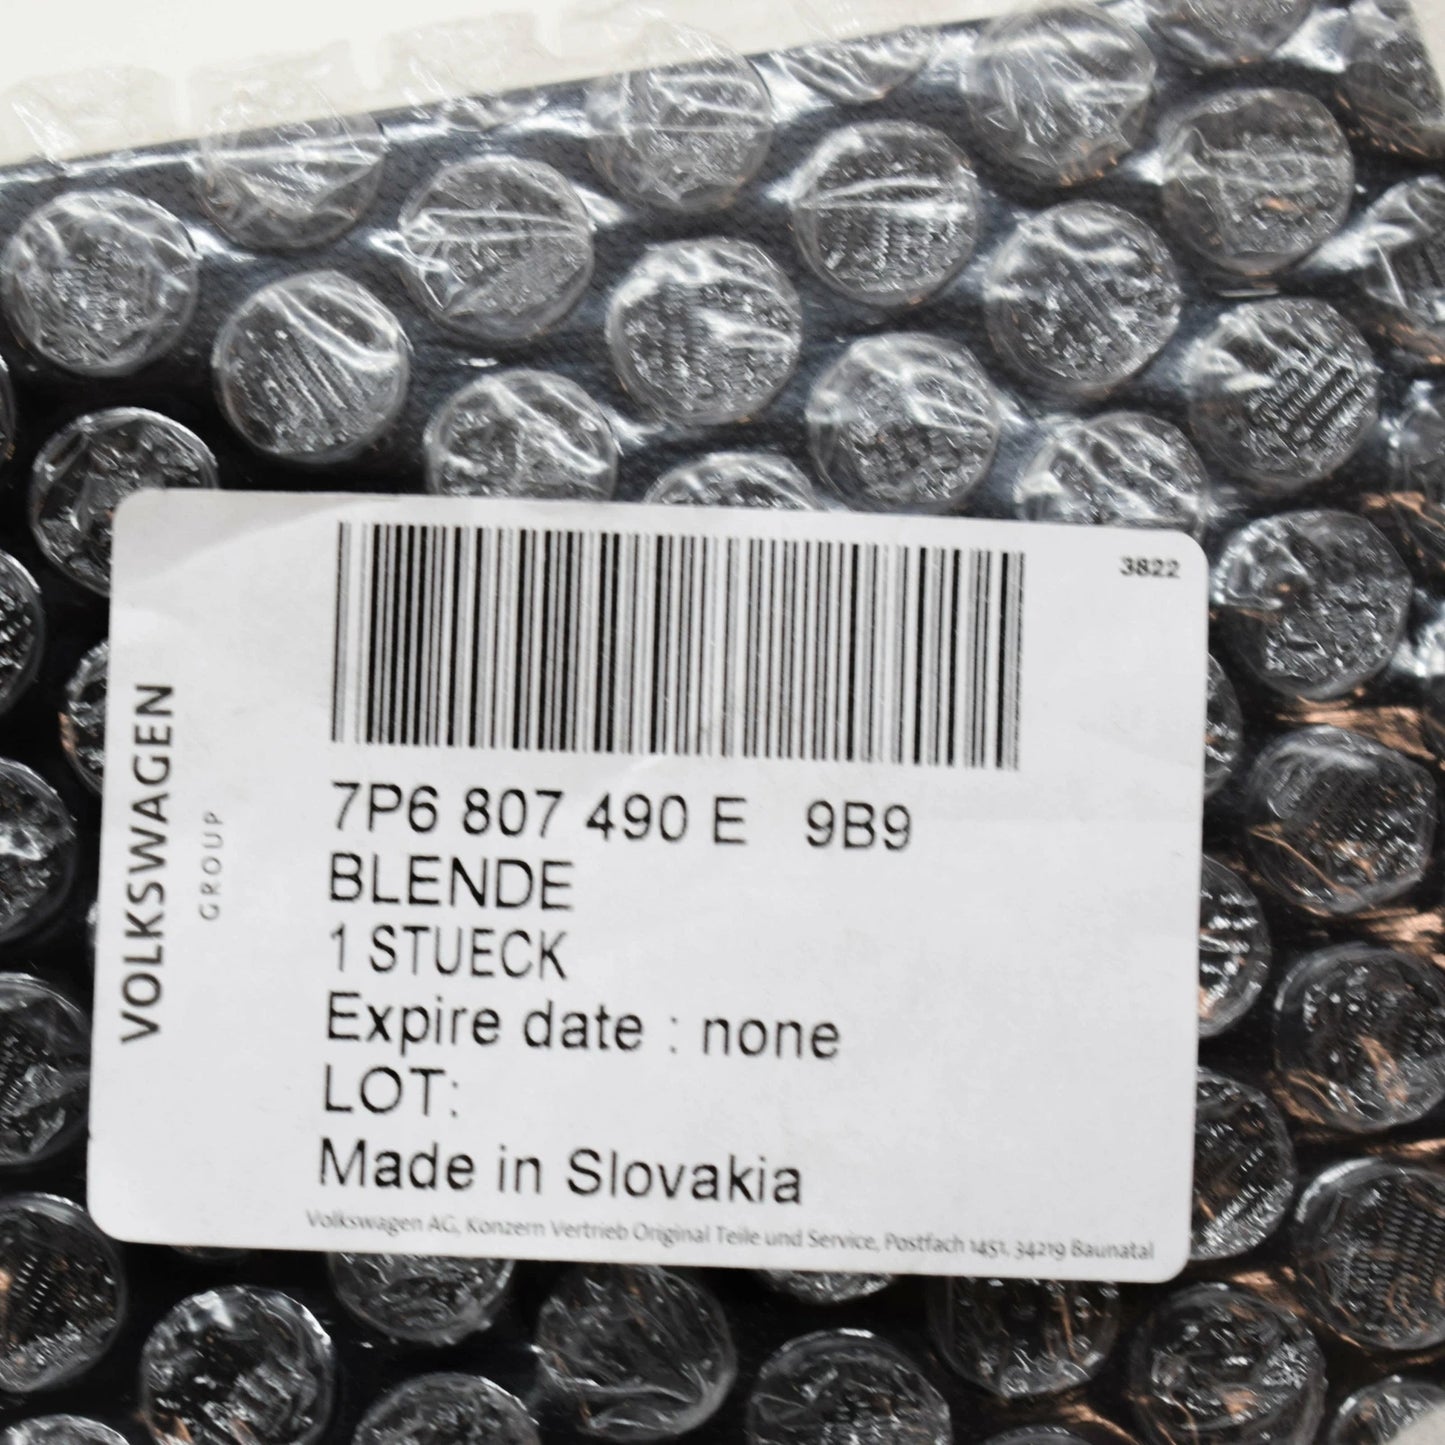 3822
VOLKSWAGEN
GROUP
7P6 807 490 E 9B9
BLENDE
1 STUECK
Expire date : none
LOT:
Made in Slovakia
Volkswagen AG, Konzern Vertrieb Original Teile und Service, Postfach 1451, 34219 Baunatal